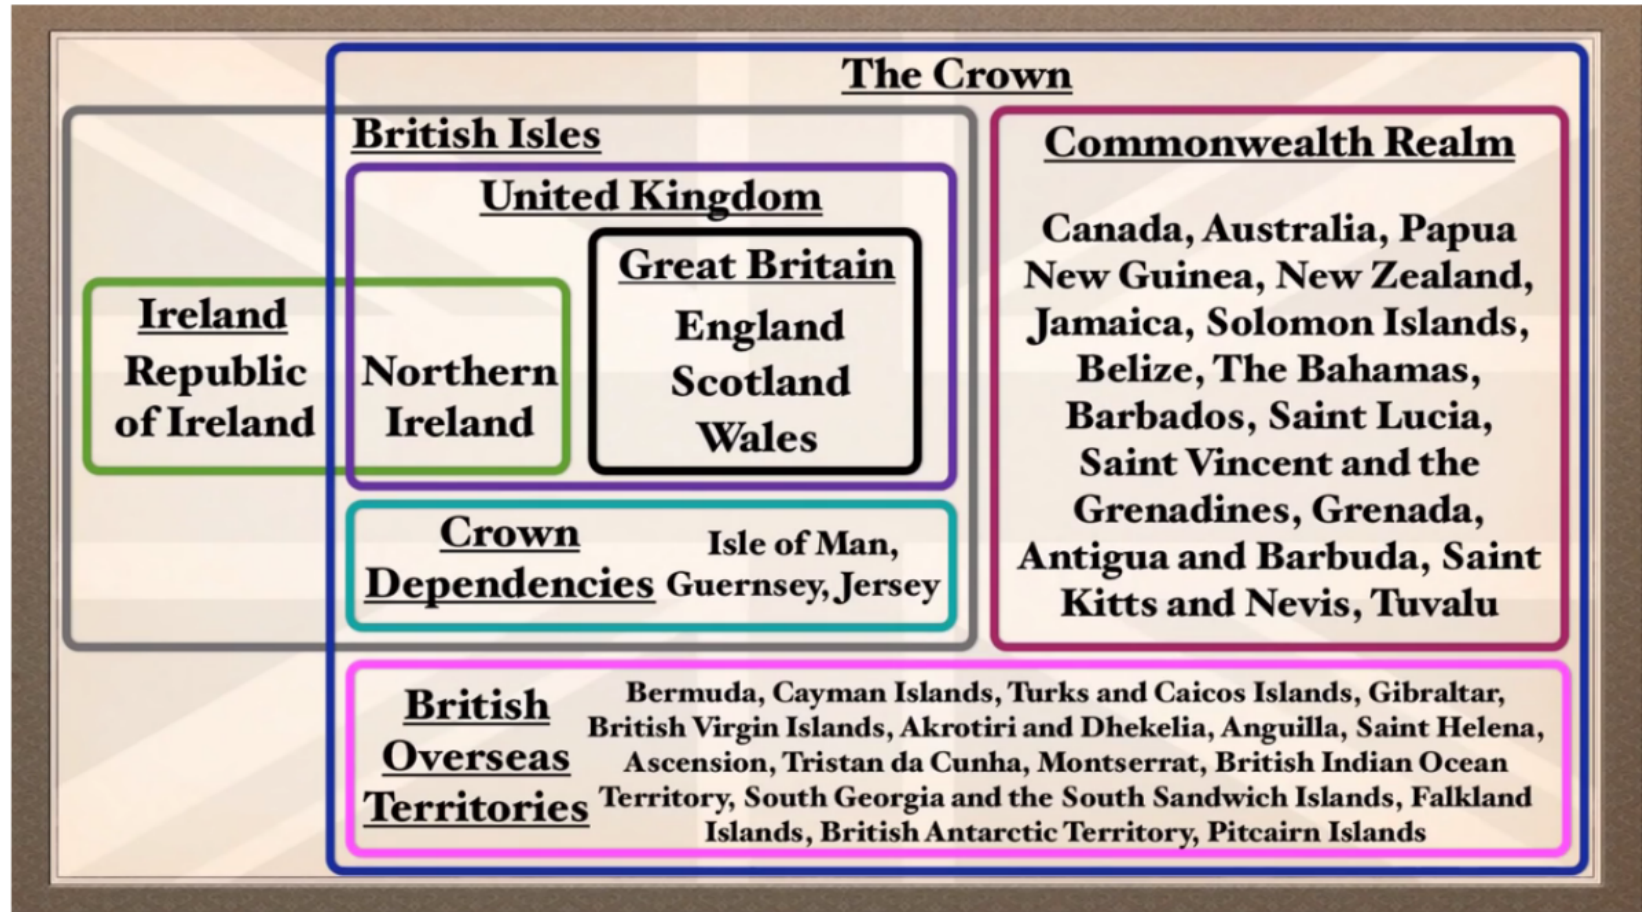 The Crown
British Isles
United Kingdom
Great Britain
England
Scotland
Wales
Ireland
Republic
of Ireland
Northern
Ireland
Crown
Dependencies
Isle of Man,
Guernsey, Jersey
Commonwealth Realm
Canada, Australia, Papua
New Guinea, New Zealand,
Jamaica, Solomon Islands,
Belize, The Bahamas,
Barbados, Saint Lucia,
Saint Vincent and the
Grenadines, Grenada,
Antigua and Barbuda, Saint
Kitts and Nevis, Tuvalu
British
Overseas
Territories
Bermuda, Cayman Islands, Turks and Caicos Islands, Gibraltar,
British Virgin Islands, Akrotiri and Dhekelia, Anguilla, Saint Helena,
Ascension, Tristan da Cunha, Montserrat, British Indian Ocean
Territory, South Georgia and the South Sandwich Islands, Falkland
Islands, British Antarctic Territory, Pitcairn Islands